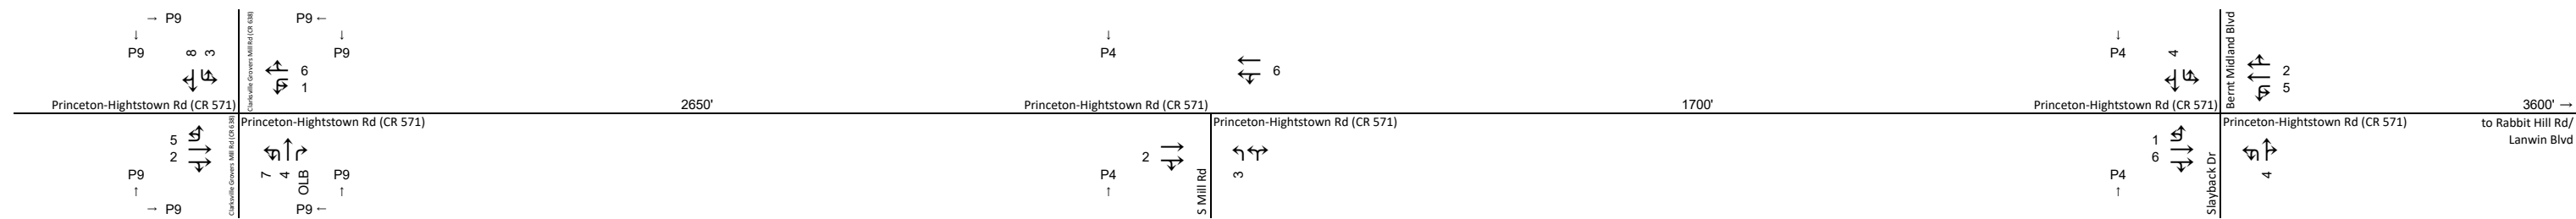 → P9
P9 ←
↓
P9
↓
P9
8
3
6
1
Clarksville Grovers Mill Rd (CR 638)
Princeton-Hightstown Rd (CR 571)
Princeton-Hightstown Rd (CR 571)
5
2
7
4
OLB
Clarksville Grovers Mill Rd (CR 638)
P9
↑
P9
↑
→ P9
P9 ←
2650'
↓
P4
6
Princeton-Hightstown Rd (CR 571)
Princeton-Hightstown Rd (CR 571)
2
3
S Mill Rd
P4
↑
1700'
↓
P4
4
Bernt Midland Blvd
2
5
Princeton-Hightstown Rd (CR 571)
Princeton-Hightstown Rd (CR 571)
1
6
4
Slayback Dr
P4
↑
3600' →
to Rabbit Hill Rd/
Lanwin Blvd